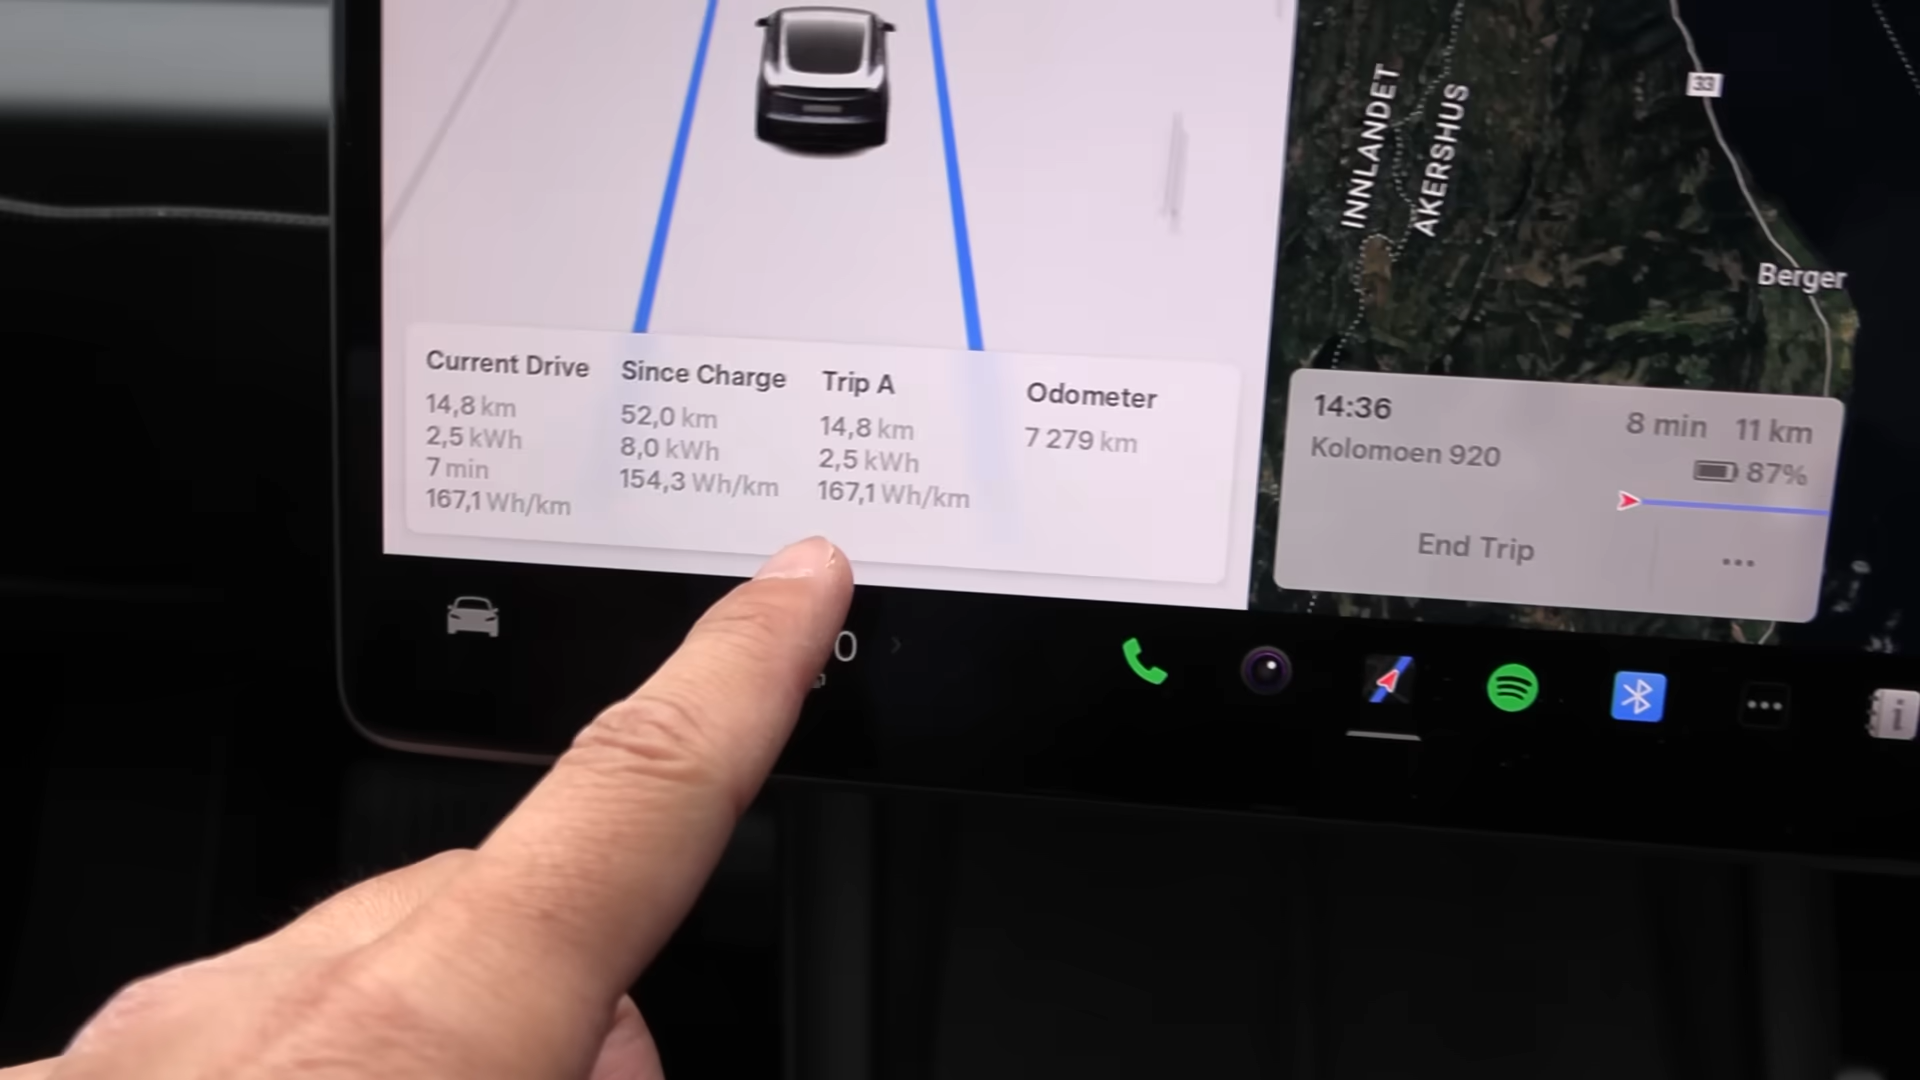 INNLANDET
AKERSHUS
33
Berger
Current Drive
14,8 km
2,5 kWh
7 min
167,1 Wh/km
Since Charge
52,0 km
8,0 kWh
154,3 Wh/km
Trip A
14,8 km
2,5 kWh
167,1 Wh/km
Odometer
7 279 km
14:36
8 min 11 km
Kolomoen 920
87%
End Trip
0